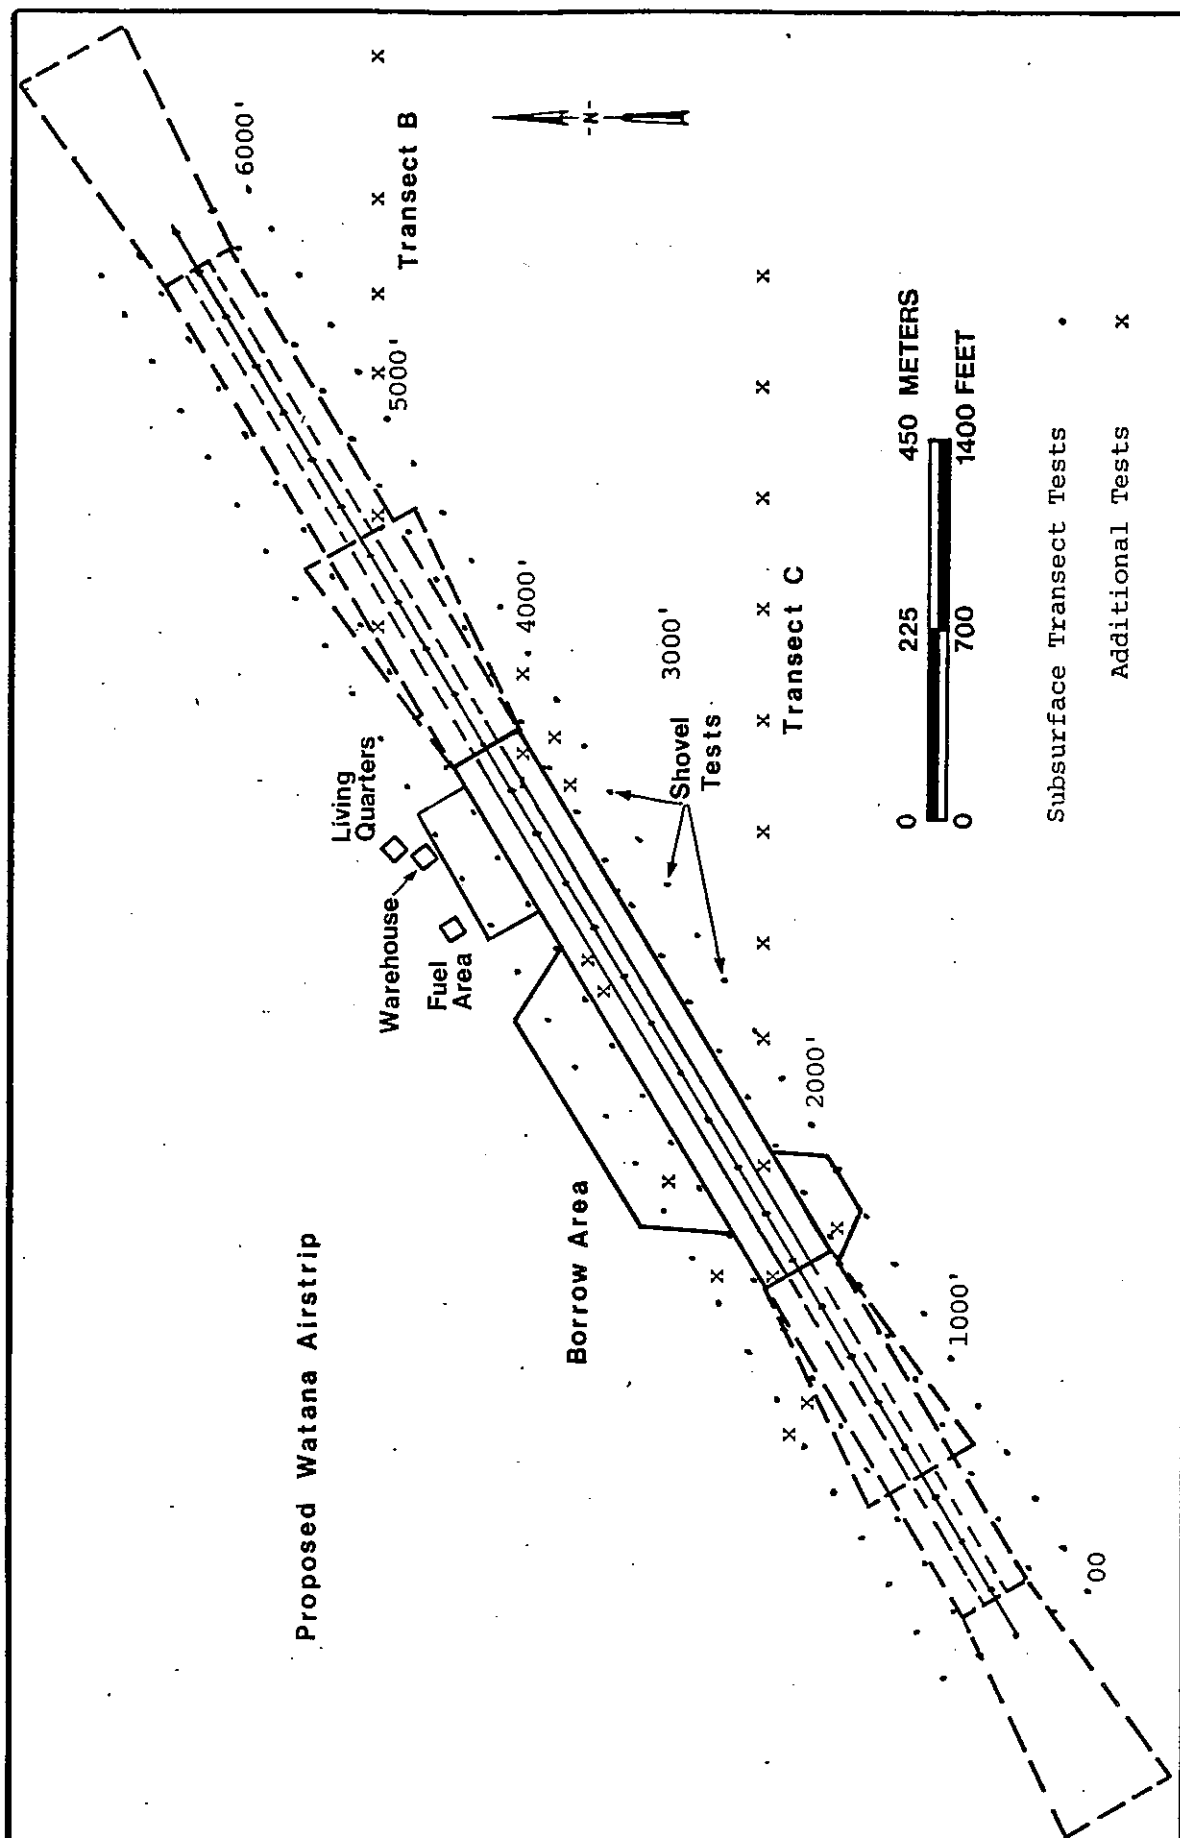 Proposed Watana Airstrip
Living
Quarters
Warehouse
Fuel
Area
Borrow Area
Shovel
Tests
Transect B
Transect C
-N-
00
1000'
2000'
3000'
4000'
5000'
6000'
0 225 450 METERS
0 700 1400 FEET
Subsurface Transect Tests .
Additional Tests x